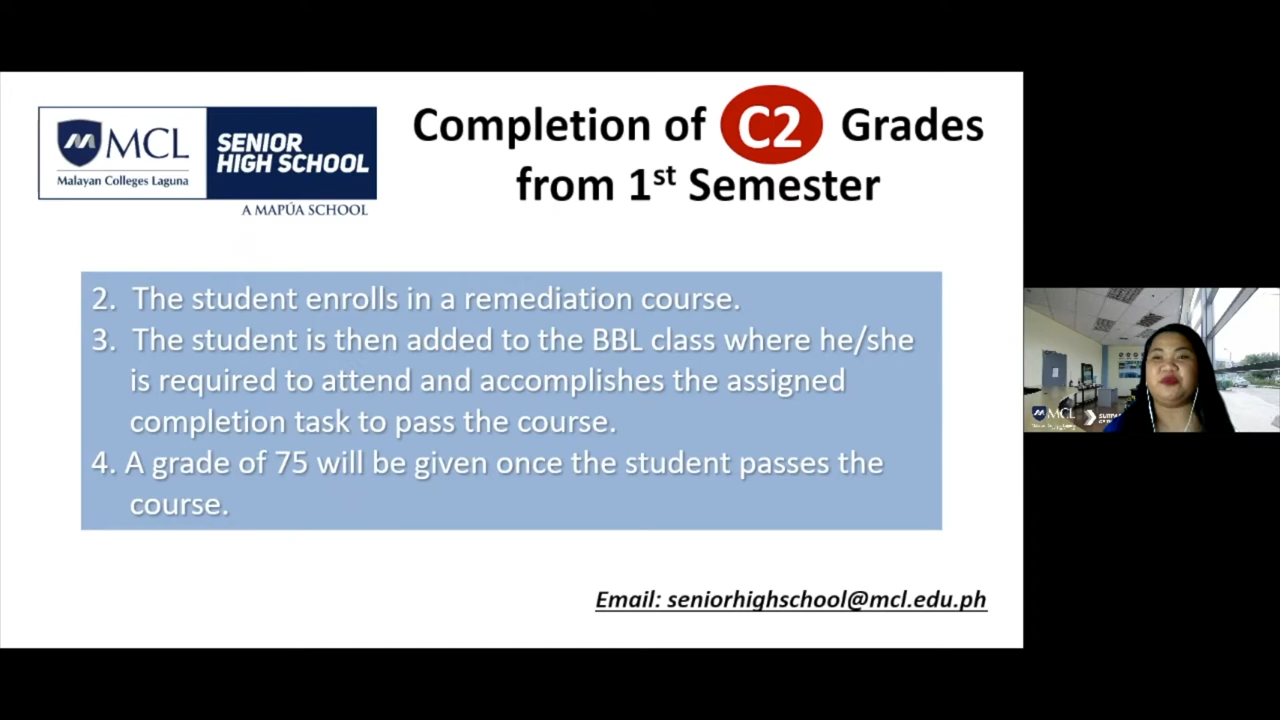 MCL
Malayan Colleges Laguna
SENIOR
HIGH SCHOOL
A MAPÚA SCHOOL
Completion of C2 Grades
from 1st Semester
2. The student enrolls in a remediation course.
3. The student is then added to the BBL class where he/she
is required to attend and accomplishes the assigned
completion task to pass the course.
4. A grade of 75 will be given once the student passes the
course.
Email: seniorhighschool@mcl.edu.ph
MCL